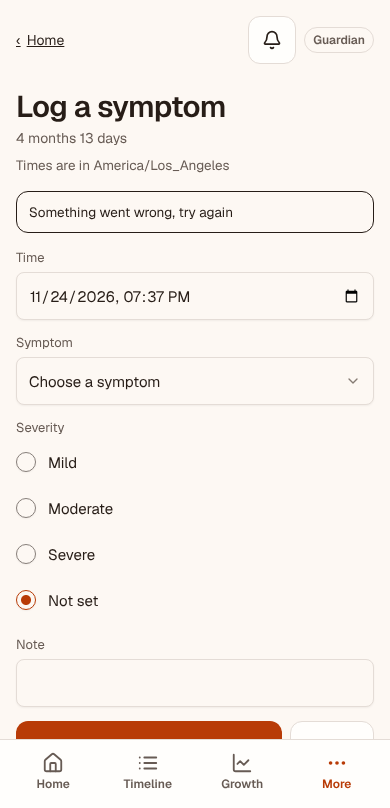 ‹ Home
Guardian
Log a symptom
4 months 13 days
Times are in America/Los_Angeles
Something went wrong, try again
Time
11/24/2026, 07:37 PM
Symptom
Choose a symptom
Severity
Mild
Moderate
Severe
Not set
Note
Home
Timeline
Growth
More